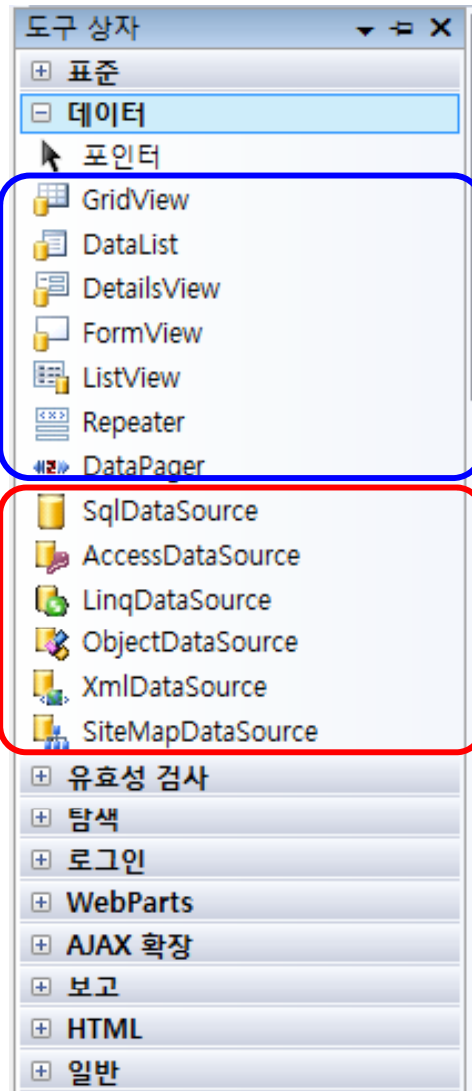 도구 상자
표준
데이터
포인터
GridView
DataList
DetailsView
FormView
ListView
Repeater
DataPager
SqlDataSource
AccessDataSource
LinqDataSource
ObjectDataSource
XmlDataSource
SiteMapDataSource
유효성 검사
탐색
로그인
WebParts
AJAX 확장
보고
HTML
일반